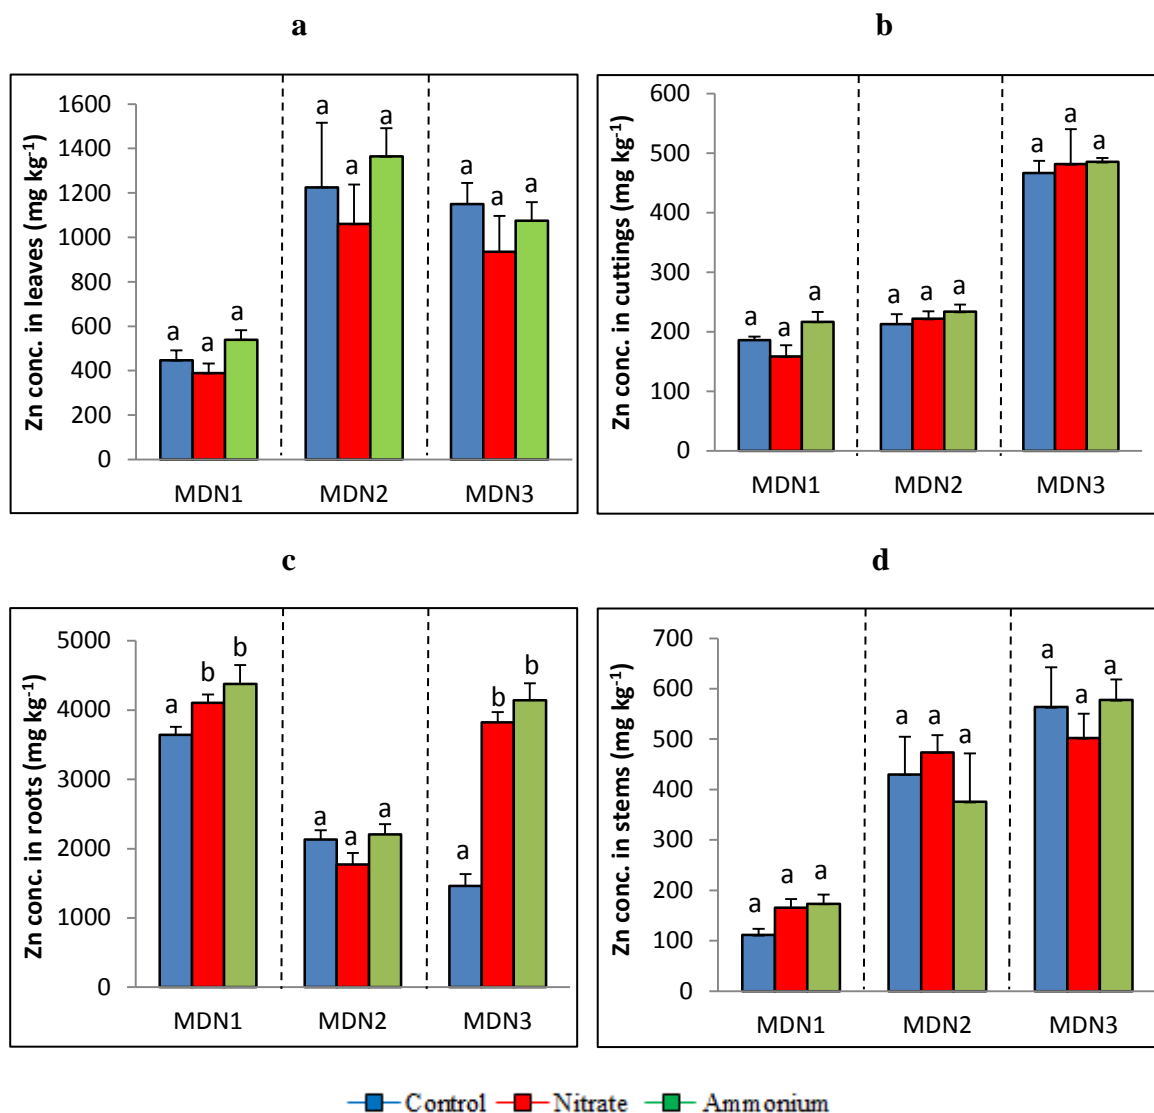 a
Zn conc. in leaves (mg kg⁻¹)
1600
1400
1200
1000
800
600
400
200
0
a a a
a a a
a a a
MDN1 MDN2 MDN3
b
Zn conc. in cuttings (mg kg⁻¹)
600
500
400
300
200
100
0
a a a
a a a
a a a
MDN1 MDN2 MDN3
c
Zn conc. in roots (mg kg⁻¹)
5000
4000
3000
2000
1000
0
a b b
a a a
a b b
MDN1 MDN2 MDN3
d
Zn conc. in stems (mg kg⁻¹)
700
600
500
400
300
200
100
0
a a a
a a a
a a a
MDN1 MDN2 MDN3
Control Nitrate Ammonium